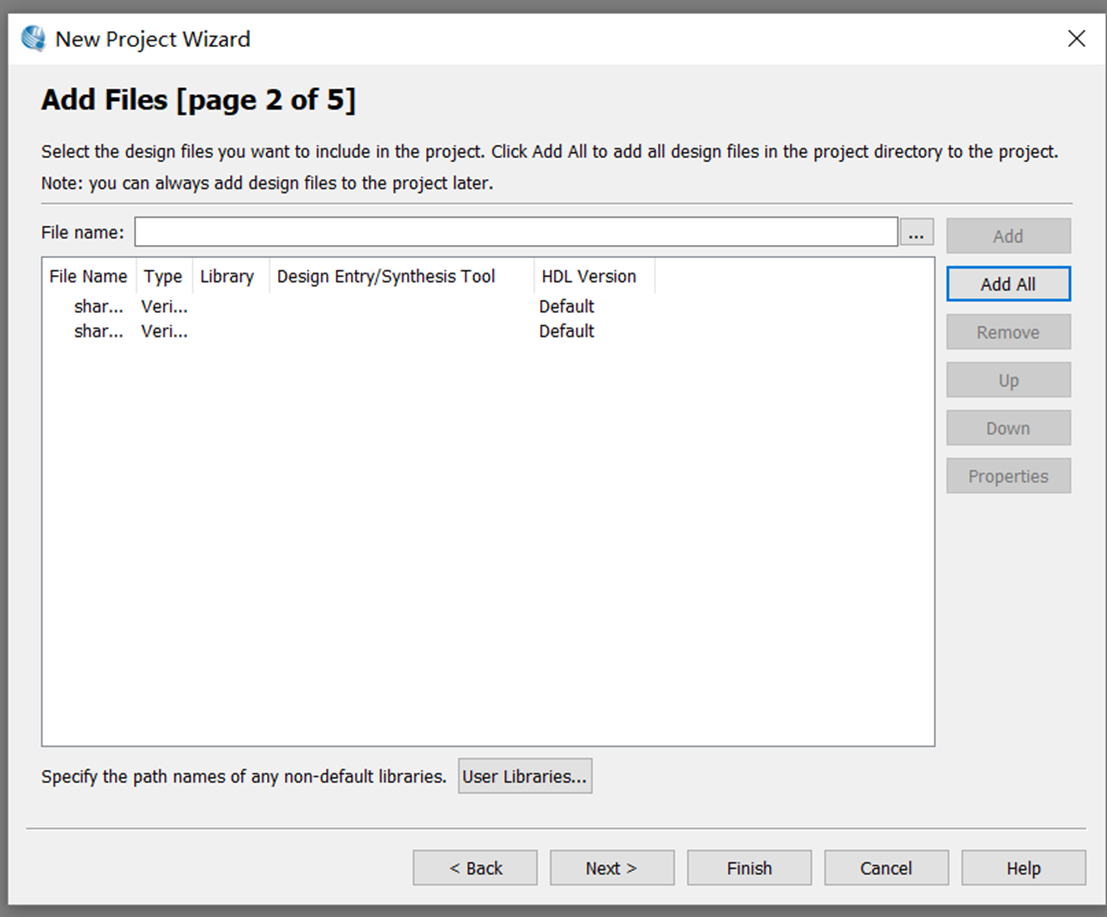 New Project Wizard
Add Files [page 2 of 5]
Select the design files you want to include in the project. Click Add All to add all design files in the project directory to the project.
Note: you can always add design files to the project later.
File name: ... Add
File Name Type Library Design Entry/Synthesis Tool HDL Version Add All
shar... Veri... Default
shar... Veri... Default
Remove
Up
Down
Properties
Specify the path names of any non-default libraries. User Libraries...
< Back Next > Finish Cancel Help